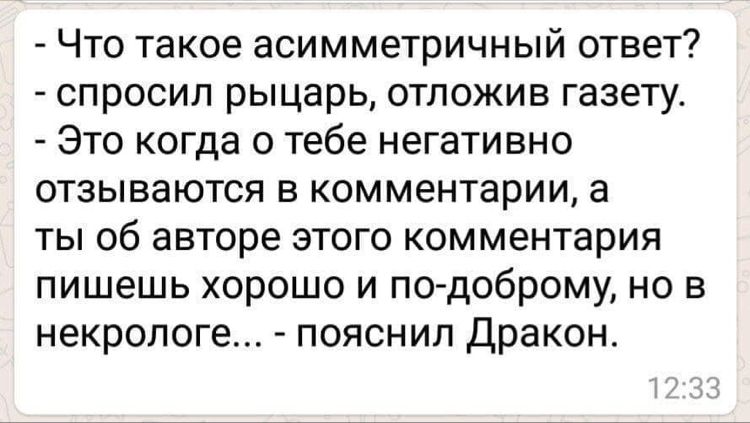 - Что такое асимметричный ответ?
- спросил рыцарь, отложив газету.
- Это когда о тебе негативно
отзываются в комментарии, а
ты об авторе этого комментария
пишешь хорошо и по-доброму, но в
некрологе... - пояснил Дракон.
12:33